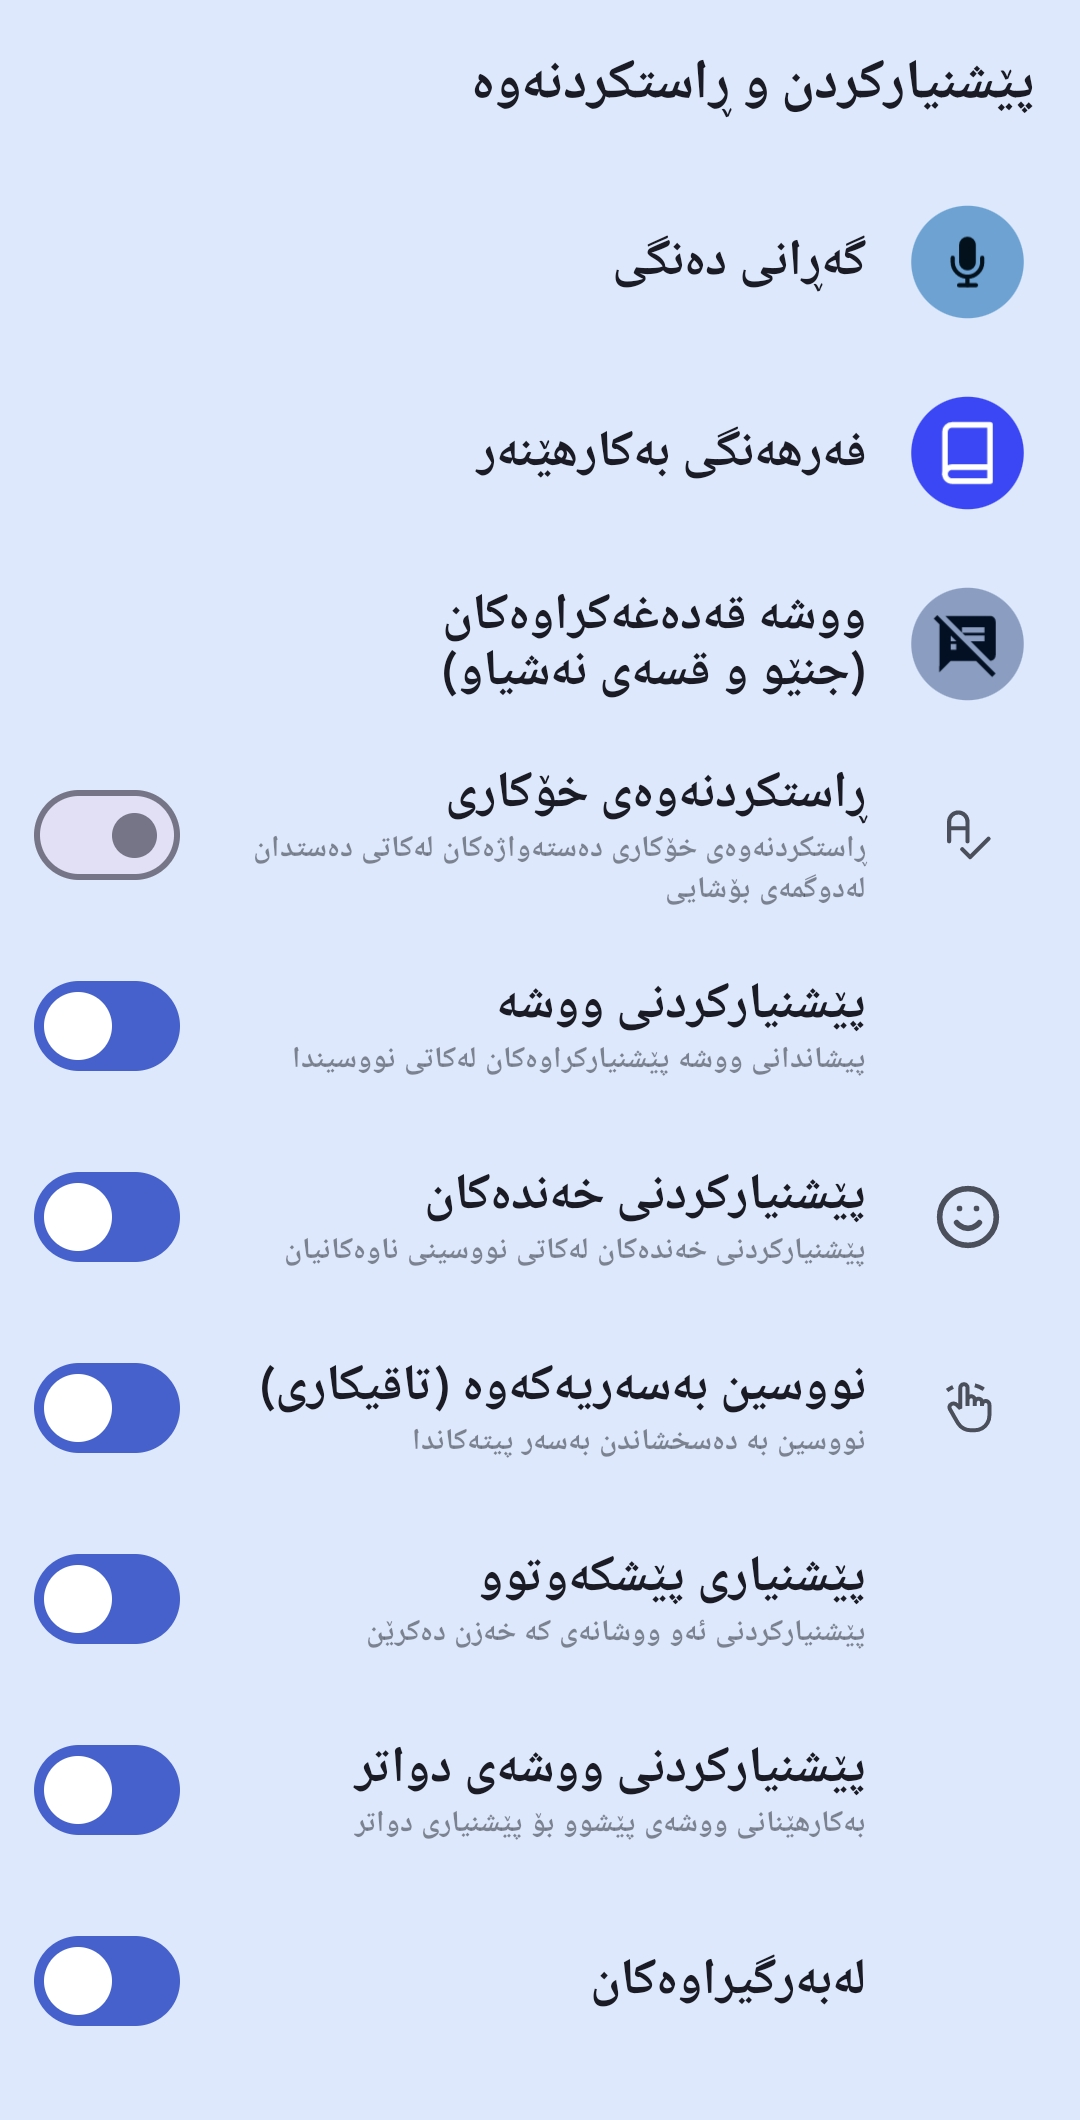 پێشنیارکردن و ڕاستکردنەوە
گەڕانی دەنگی
فەرهەنگی بەکارهێنەر
ووشە قەدەغەکراوەکان
(جنێو و قسەی نەشیاو)
ڕاستکردنەوەی خۆکاری
ڕاستکردنەوەی خۆکاری دەستەواژەکان لەکاتی دەستدان
لەدوگمەی بۆشایی
پێشنیارکردنی ووشە
پیشاندانی ووشە پێشنیارکراوەکان لەکاتی نووسیندا
پێشنیارکردنی خەندەکان
پێشنیارکردنی خەندەکان لەکاتی نووسینی ناوەکانیان
نووسین بەسەریەکەوە (تاقیکاری)
نووسین بە دەسخشاندن بەسەر پیتەکاندا
پێشنیاری پێشکەوتوو
پێشنیارکردنی ئەو ووشانەی کە خەزن دەکرێن
پێشنیارکردنی ووشەی دواتر
بەکارهێنانی ووشەی پێشوو بۆ پێشنیاری دواتر
لەبەرگیراوەکان